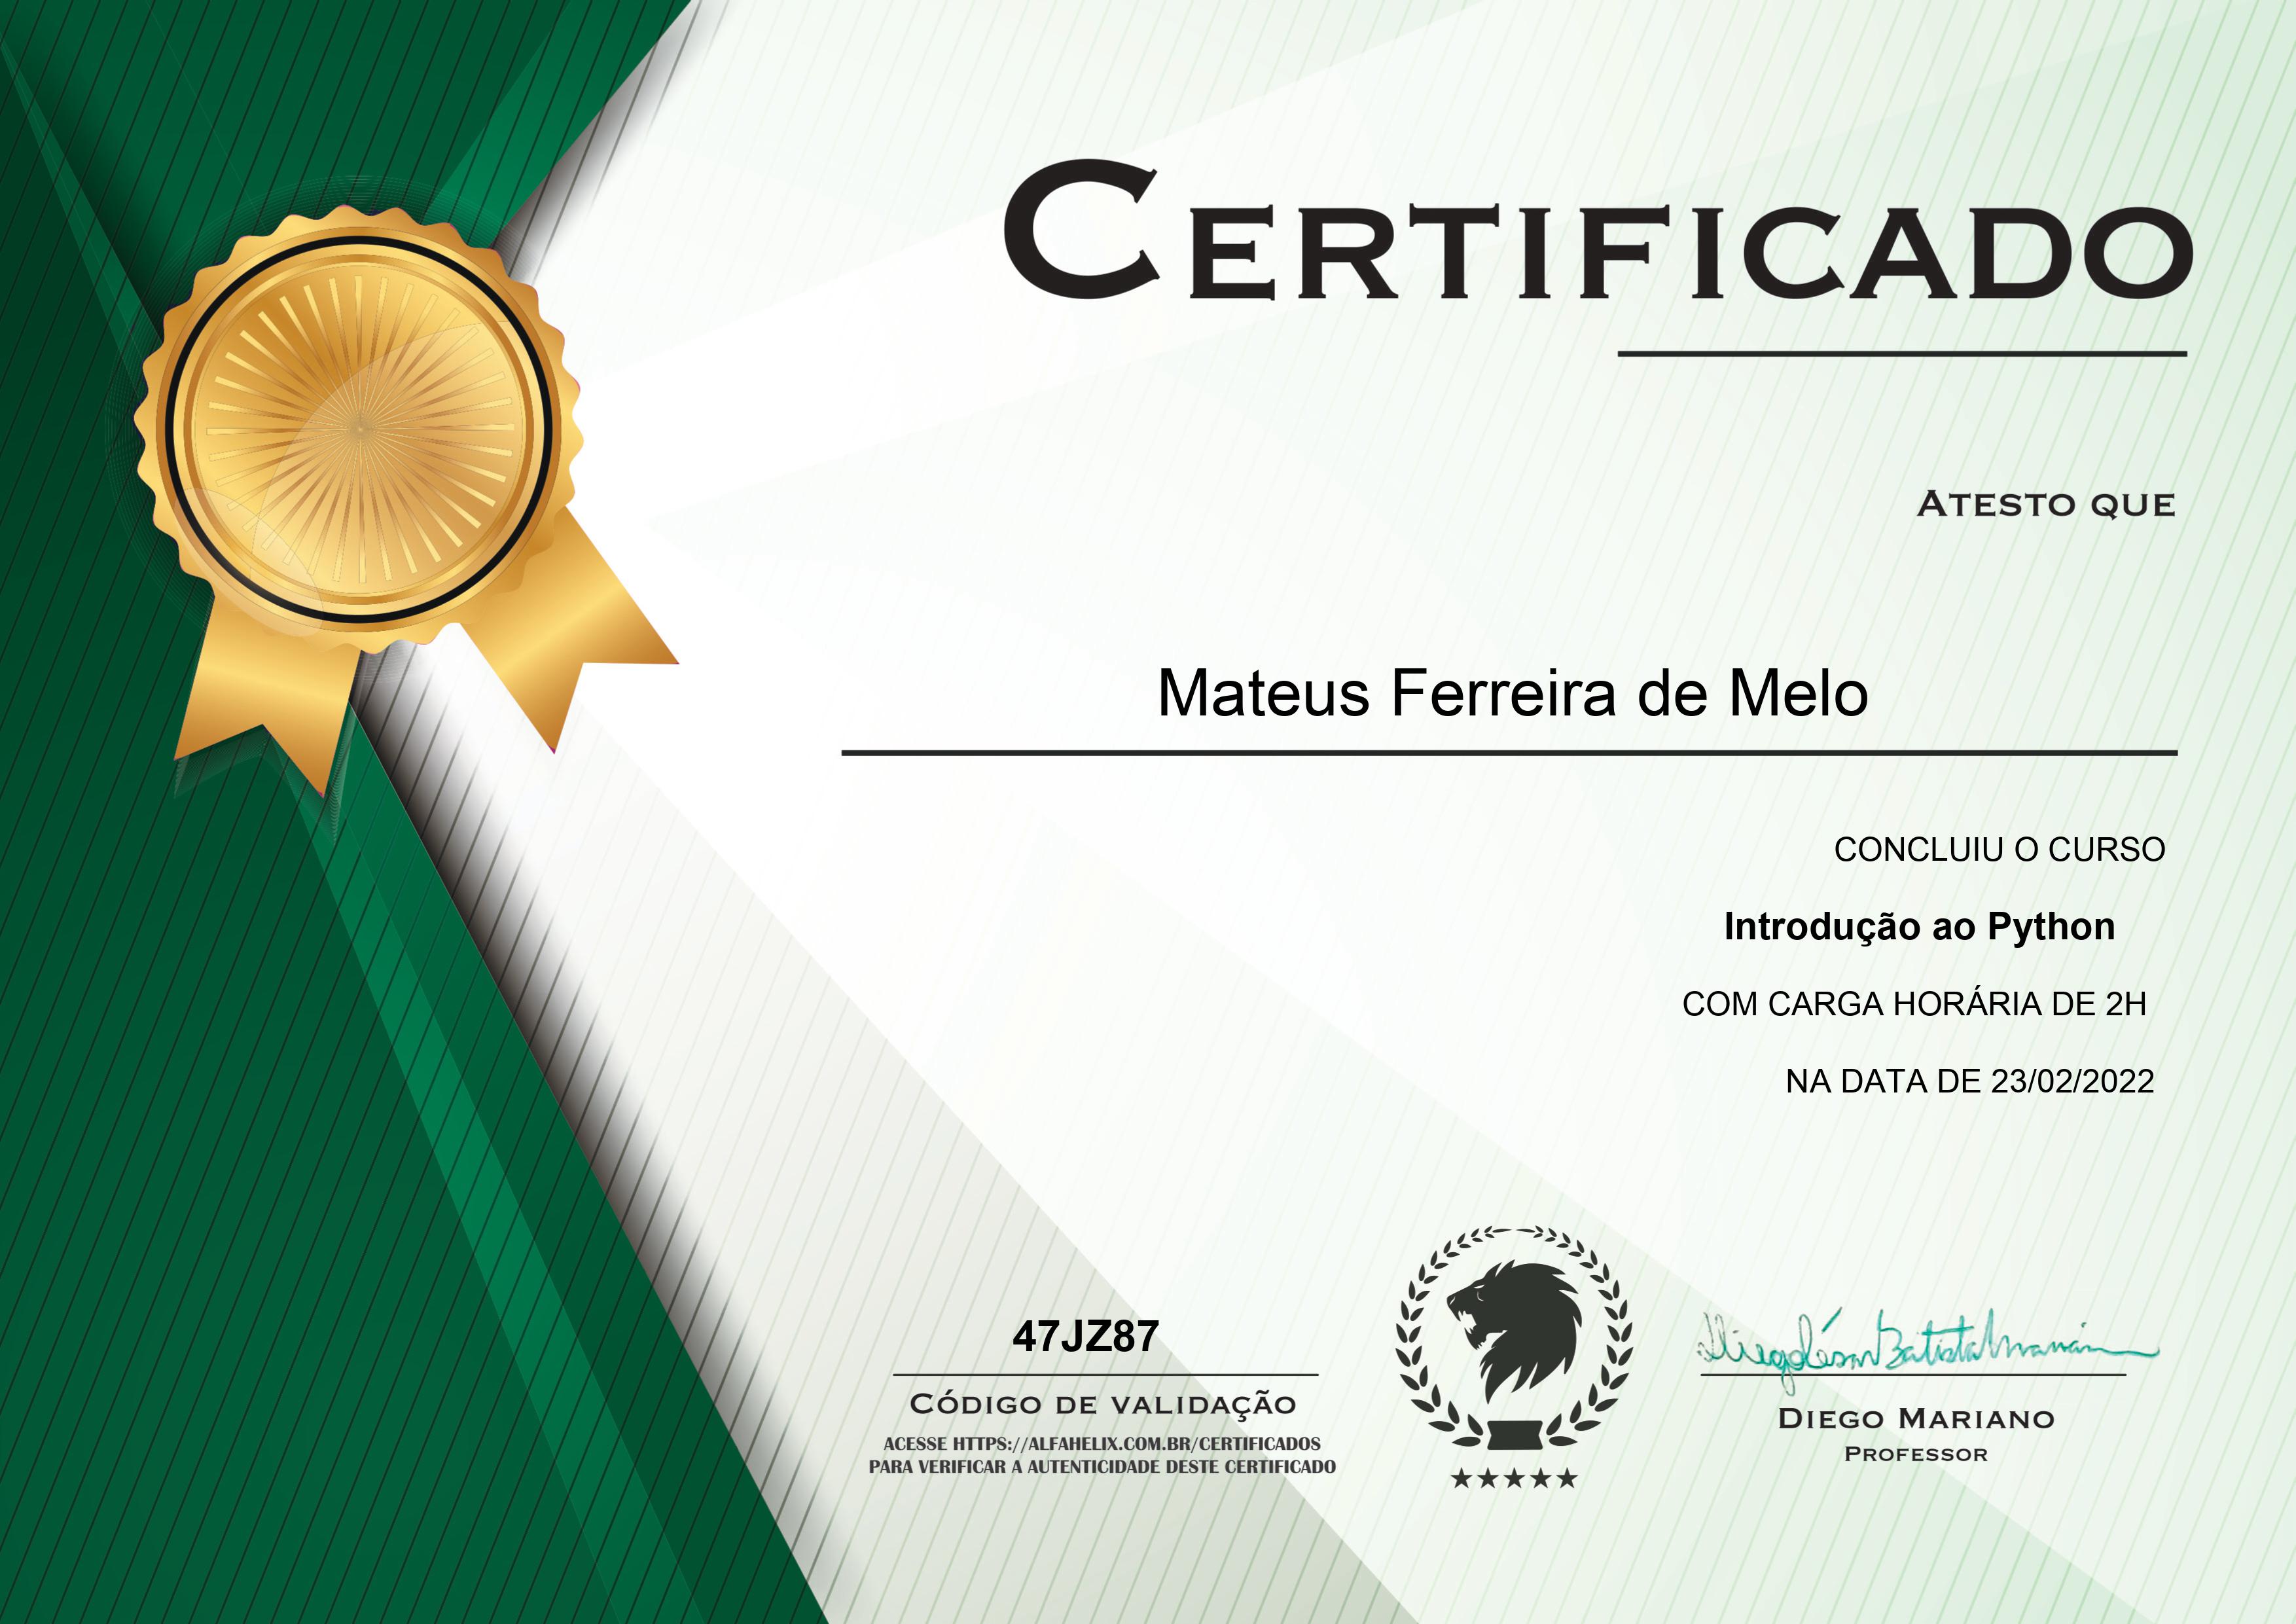 CERTIFICADO
ATESTO QUE
Mateus Ferreira de Melo
CONCLUIU O CURSO
Introdução ao Python
COM CARGA HORÁRIA DE 2H
NA DATA DE 23/02/2022
47JZ87
CÓDIGO DE VALIDAÇÃO
ACESSE HTTPS://ALFAHELIX.COM.BR/CERTIFICADOS
PARA VERIFICAR A AUTENTICIDADE DESTE CERTIFICADO
Diego César Batista Mariano
DIEGO MARIANO
PROFESSOR